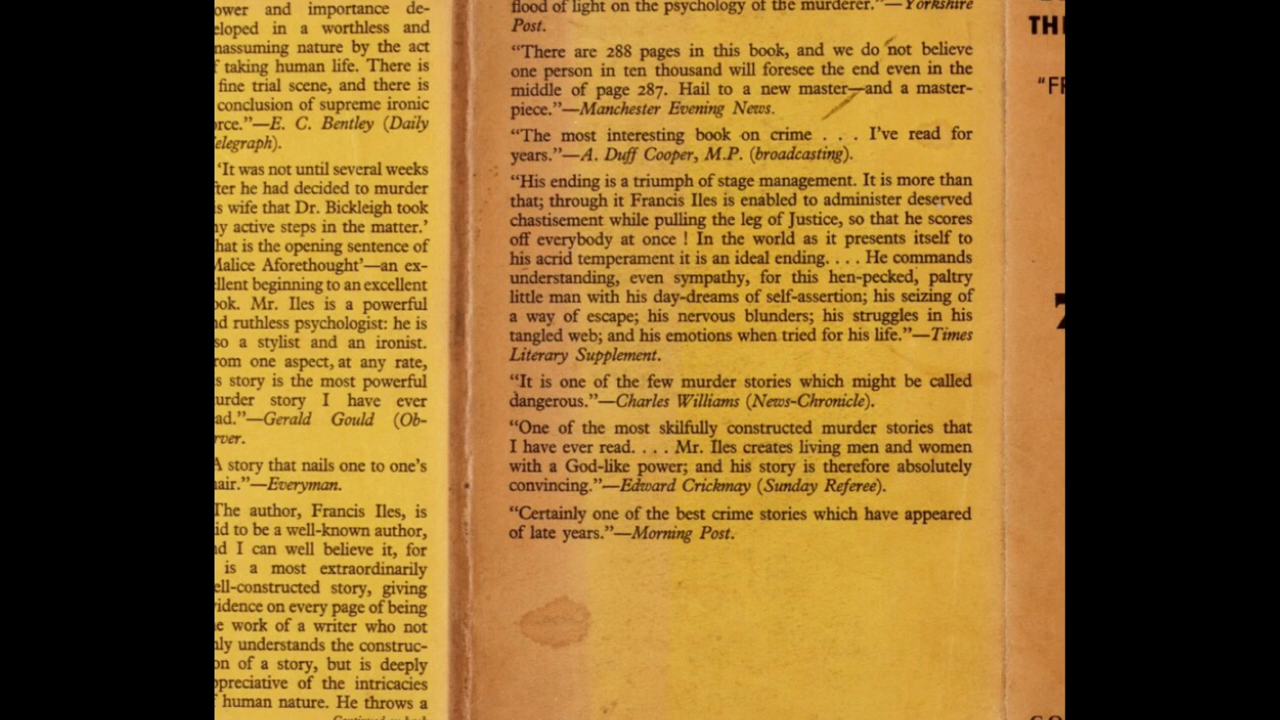 ower and importance de-
eloped in a worthless and
nassuming nature by the act
f taking human life. There is
fine trial scene, and there is
conclusion of supreme ironic
orce.”—E. C. Bentley (Daily
elegraph).
‘It was not until several weeks
fter he had decided to murder
is wife that Dr. Bickleigh took
ny active steps in the matter.’
hat is the opening sentence of
Malice Aforethought’—an ex-
llent beginning to an excellent
ook. Mr. Iles is a powerful
nd ruthless psychologist: he is
so a stylist and an ironist.
rom one aspect, at any rate,
s story is the most powerful
urder story I have ever
ad.”—Gerald Gould (Ob-
rver.
A story that nails one to one’s
air.”—Everyman.
The author, Francis Iles, is
id to be a well-known author,
nd I can well believe it, for
is a most extraordinarily
ell-constructed story, giving
vidence on every page of being
e work of a writer who not
nly understands the construc-
on of a story, but is deeply
ppreciative of the intricacies
f human nature. He throws a
flood of light on the psychology of the murderer.”—Yorkshire
Post.
“There are 288 pages in this book, and we do not believe
one person in ten thousand will foresee the end even in the
middle of page 287. Hail to a new master—and a master-
piece.”—Manchester Evening News.
“The most interesting book on crime . . . I’ve read for
years.”—A. Duff Cooper, M.P. (broadcasting).
“His ending is a triumph of stage management. It is more than
that; through it Francis Iles is enabled to administer deserved
chastisement while pulling the leg of Justice, so that he scores
off everybody at once ! In the world as it presents itself to
his acrid temperament it is an ideal ending. . . . He commands
understanding, even sympathy, for this hen-pecked, paltry
little man with his day-dreams of self-assertion; his seizing of
a way of escape; his nervous blunders; his struggles in his
tangled web; and his emotions when tried for his life.”—Times
Literary Supplement.
“It is one of the few murder stories which might be called
dangerous.”—Charles Williams (News-Chronicle).
“One of the most skilfully constructed murder stories that
I have ever read. . . . Mr. Iles creates living men and women
with a God-like power; and his story is therefore absolutely
convincing.”—Edward Crickmay (Sunday Referee).
“Certainly one of the best crime stories which have appeared
of late years.”—Morning Post.
TH
“F